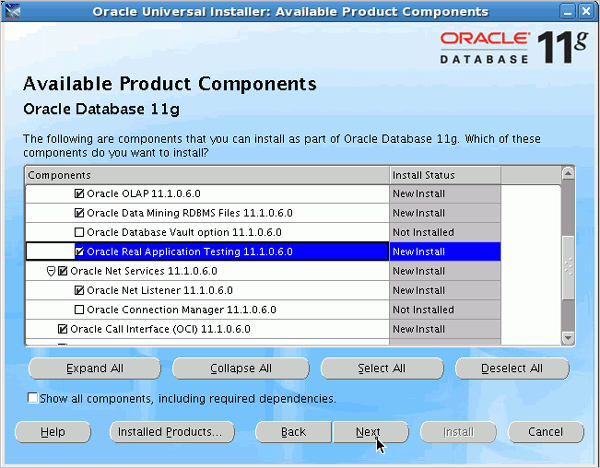 Oracle Universal Installer: Available Product Components
ORACLE
DATABASE 11g
Available Product Components
Oracle Database 11g
The following are components that you can install as part of Oracle Database 11g. Which of these
components do you want to install?
Components Install Status
Oracle OLAP 11.1.0.6.0 New Install
Oracle Data Mining RDBMS Files 11.1.0.6.0 New Install
Oracle Database Vault option 11.1.0.6.0 Not Installed
Oracle Real Application Testing 11.1.0.6.0 New Install
Oracle Net Services 11.1.0.6.0 New Install
Oracle Net Listener 11.1.0.6.0 New Install
Oracle Connection Manager 11.1.0.6.0 Not Installed
Oracle Call Interface (OCI) 11.1.0.6.0 New Install
Expand All Collapse All Select All Deselect All
Show all components, including required dependencies.
Help Installed Products... Back Next Install Cancel